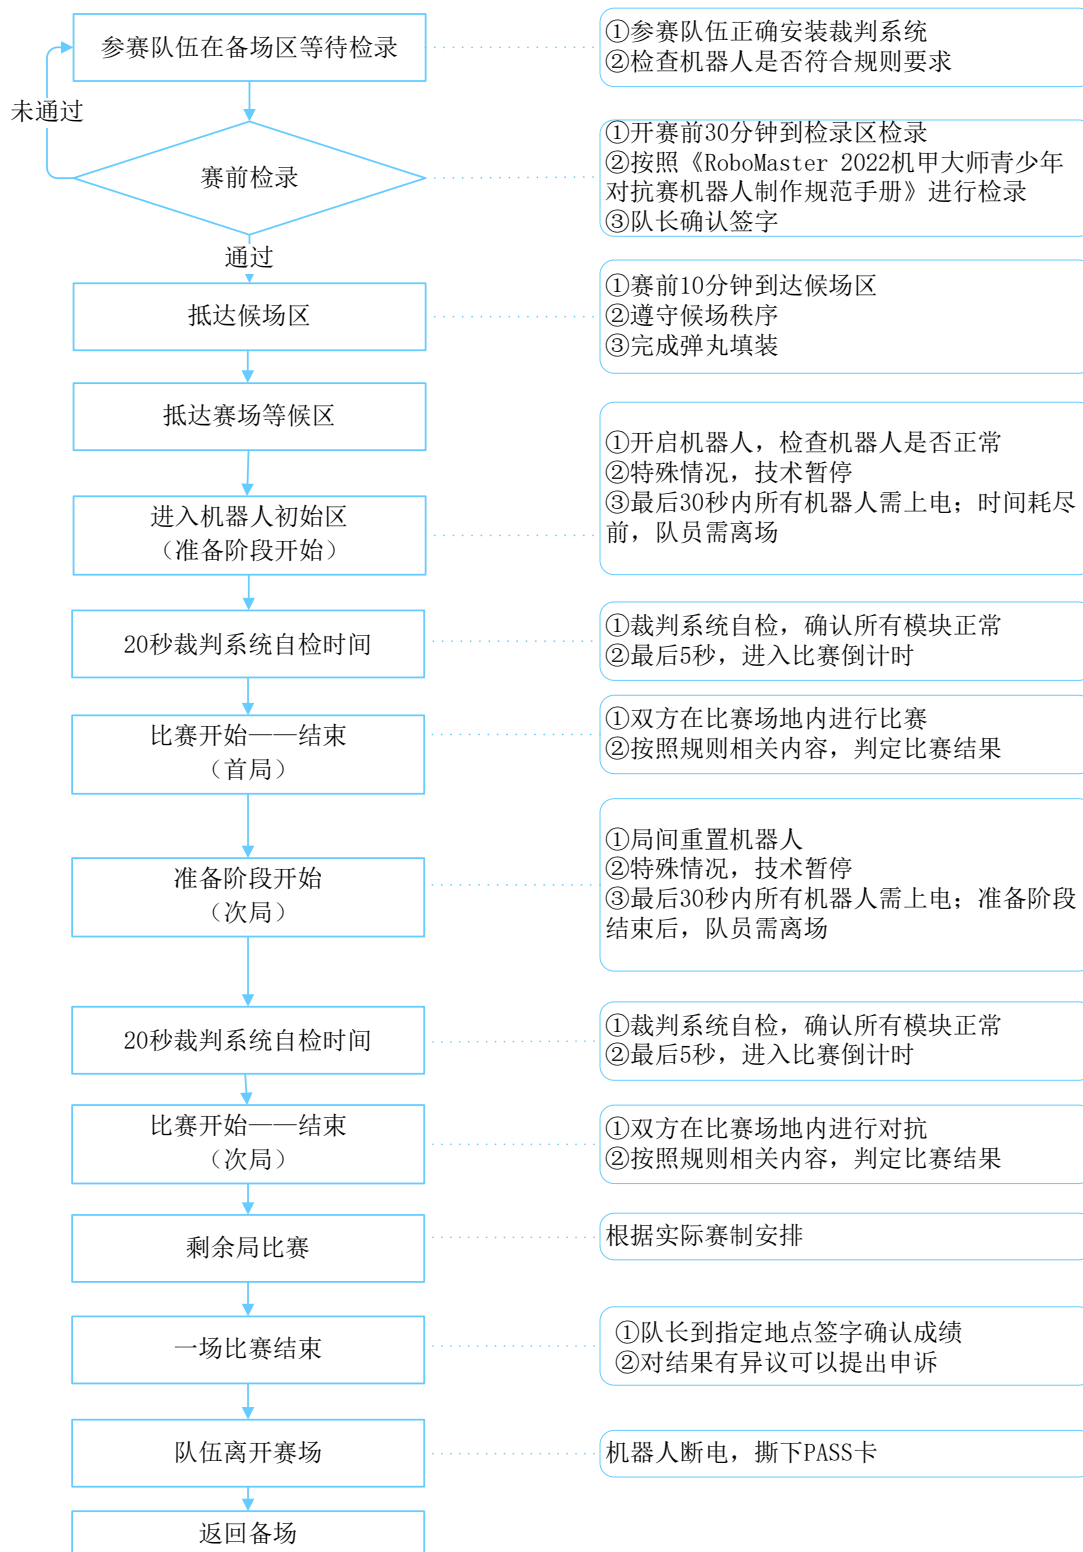 参赛队伍在备场区等待检录
①参赛队伍正确安装裁判系统
②检查机器人是否符合规则要求
未通过
赛前检录
①开赛前30分钟到检录区检录
②按照《RoboMaster 2022机甲大师青少年
对抗赛机器人制作规范手册》进行检录
③队长确认签字
通过
抵达候场区
①赛前10分钟到达候场区
②遵守候场秩序
③完成弹丸填装
抵达赛场等候区
进入机器人初始区
（准备阶段开始）
①开启机器人，检查机器人是否正常
②特殊情况，技术暂停
③最后30秒内所有机器人需上电；时间耗尽
前，队员需离场
20秒裁判系统自检时间
①裁判系统自检，确认所有模块正常
②最后5秒，进入比赛倒计时
比赛开始——结束
（首局）
①双方在比赛场地内进行比赛
②按照规则相关内容，判定比赛结果
准备阶段开始
（次局）
①局间重置机器人
②特殊情况，技术暂停
③最后30秒内所有机器人需上电；准备阶段
结束后，队员需离场
20秒裁判系统自检时间
①裁判系统自检，确认所有模块正常
②最后5秒，进入比赛倒计时
比赛开始——结束
（次局）
①双方在比赛场地内进行对抗
②按照规则相关内容，判定比赛结果
剩余局比赛
根据实际赛制安排
一场比赛结束
①队长到指定地点签字确认成绩
②对结果有异议可以提出申诉
队伍离开赛场
机器人断电，撕下PASS卡
返回备场